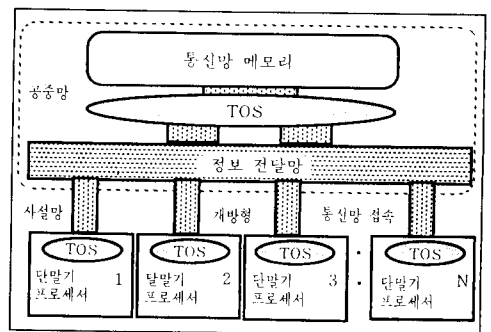 통신망 메모리
공중망
TOS
정보 전달망
사설망 개방형 통신망 접속
TOS TOS TOS TOS
단말기 1 달말기 2 단말기 3 단말기 N
프로세서 프로세서 프로세서 프로세서